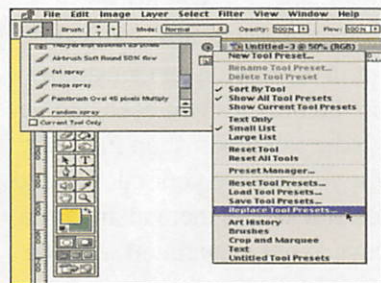 File Edit Image Layer Select Filter View Window Help
Brush: Mode: Normal Opacity: 100% Flow: 100%
Untitled-3 @ 50% (RGB)
Airbrush Soft Round 50% flow
fat spray
mega spray
Paintbrush Oval 45 pixels Multiply
random spray
Current Tool Only
New Tool Preset...
Rename Tool Preset...
Delete Tool Preset
Sort By Tool
Show All Tool Presets
Show Current Tool Presets
Text Only
Small List
Large List
Reset Tool
Reset All Tools
Preset Manager...
Reset Tool Presets...
Load Tool Presets...
Save Tool Presets...
Replace Tool Presets...
Art History
Brushes
Crop and Marquee
Text
Untitled Tool Presets